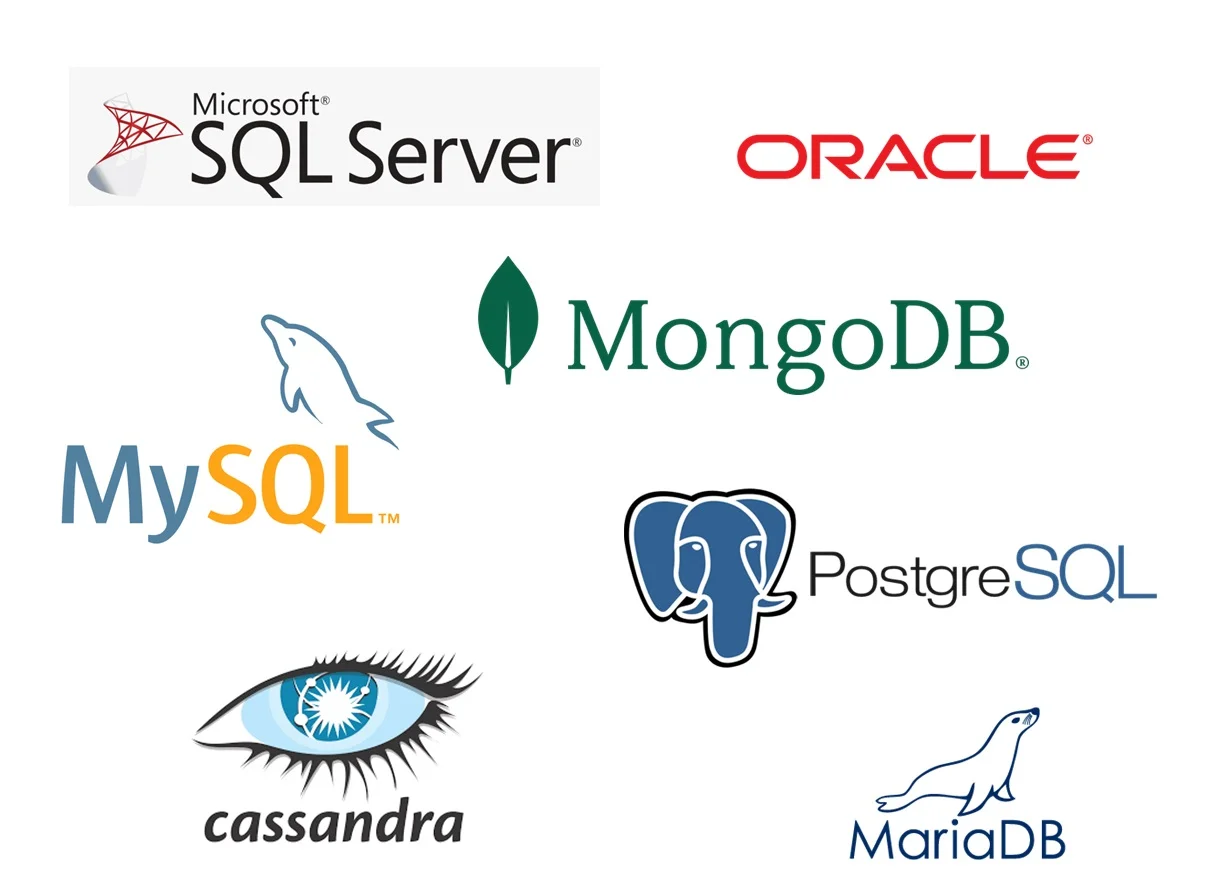 Microsoft®
SQL Server®
ORACLE®
MongoDB®
MySQL™
PostgreSQL
cassandra
MariaDB